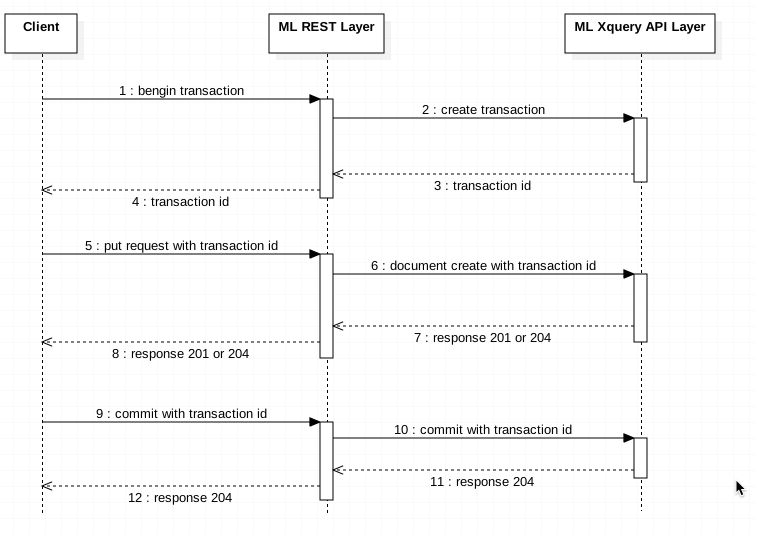 Client
ML REST Layer
ML Xquery API Layer
1 : bengin transaction
2 : create transaction
3 : transaction id
4 : transaction id
5 : put request with transaction id
6 : document create with transaction id
7 : response 201 or 204
8 : response 201 or 204
9 : commit with transaction id
10 : commit with transaction id
11 : response 204
12 : response 204